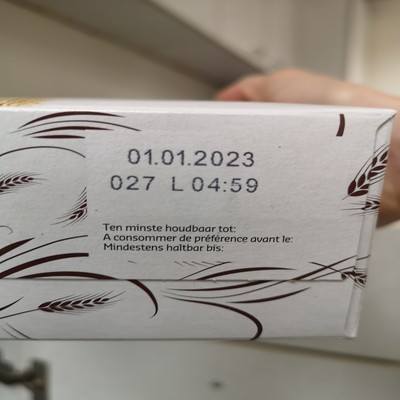 01.01.2023
027 L 04:59
Ten minste houdbaar tot:
A consommer de préférence avant le:
Mindestens haltbar bis: